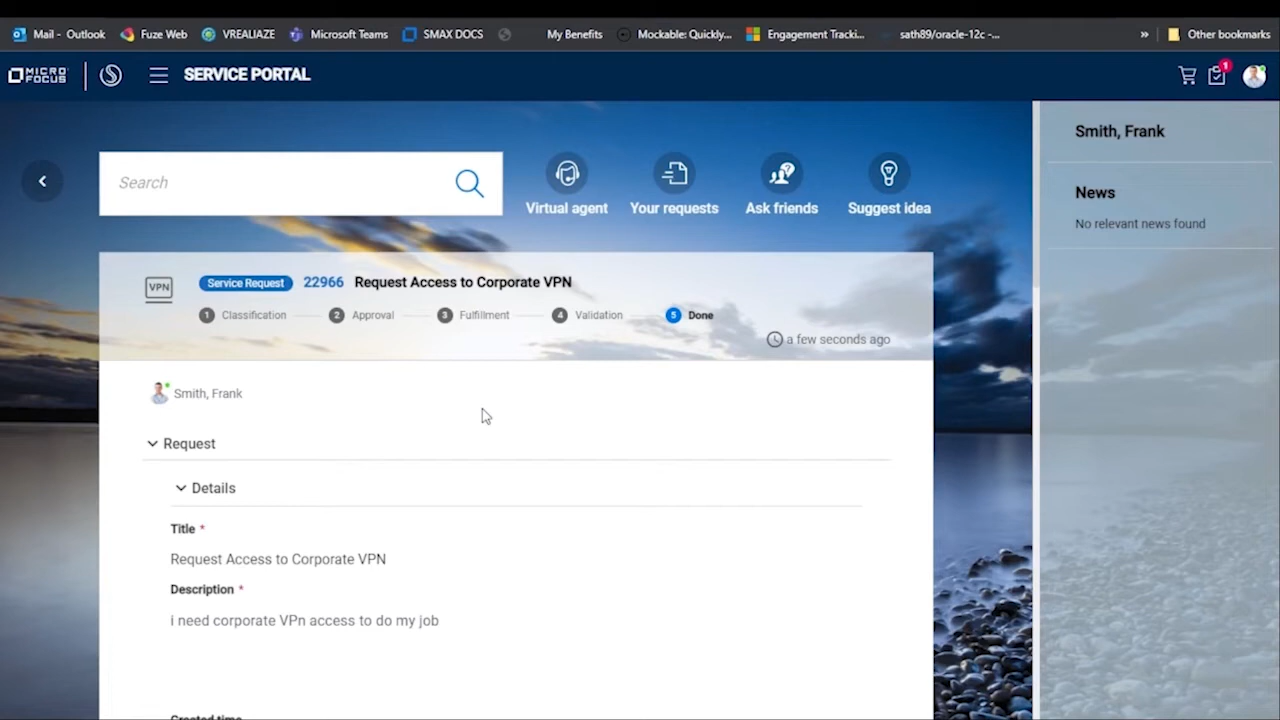 Mail - Outlook
Fuze Web
VREALIAZE
Microsoft Teams
SMAX DOCS
My Benefits
Mockable: Quickly...
Engagement Tracki...
sath89/oracle-12c -...
»
Other bookmarks
MICRO
FOCUS
SERVICE PORTAL
1
Search
Virtual agent
Your requests
Ask friends
Suggest idea
Smith, Frank
News
No relevant news found
VPN
Service Request 22966 Request Access to Corporate VPN
1 Classification
2 Approval
3 Fulfillment
4 Validation
5 Done
a few seconds ago
Smith, Frank
Request
Details
Title *
Request Access to Corporate VPN
Description *
i need corporate VPn access to do my job
Created time